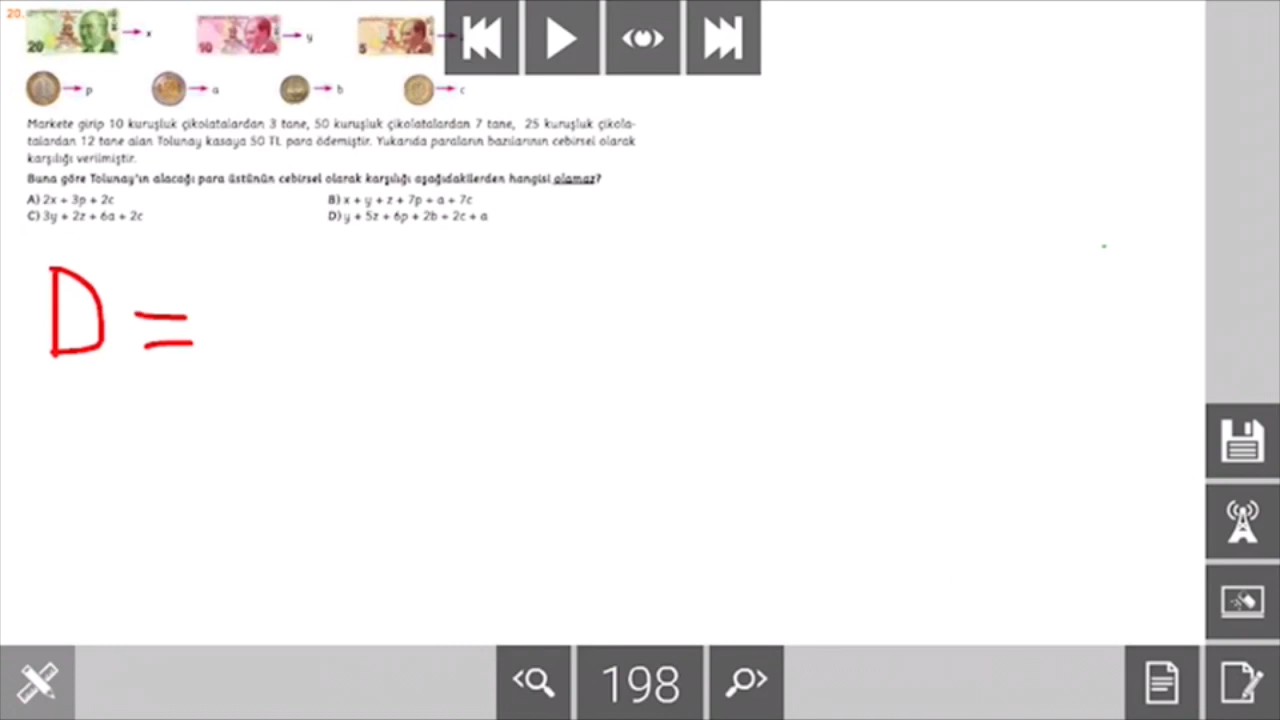 20.
20 → x
10 → y
5
→ p
→ a
→ b
→ c
Markete girip 10 kuruşluk çikolatalardan 3 tane, 50 kuruşluk çikolatalardan 7 tane, 25 kuruşluk çikola-
talardan 12 tane alan Tolunay kasaya 50 TL para ödemiştir. Yukarıda paraların bazılarının cebirsel olarak
karşılığı verilmiştir.
Buna göre Tolunay'ın alacağı para üstünün cebirsel olarak karşılığı aşağıdakilerden hangisi olamaz?
A) 2x + 3p + 2c
B) x + y + z + 7p + a + 7c
C) 3y + 2z + 6a + 2c
D) y + 5z + 6p + 2b + 2c + a
D =
198